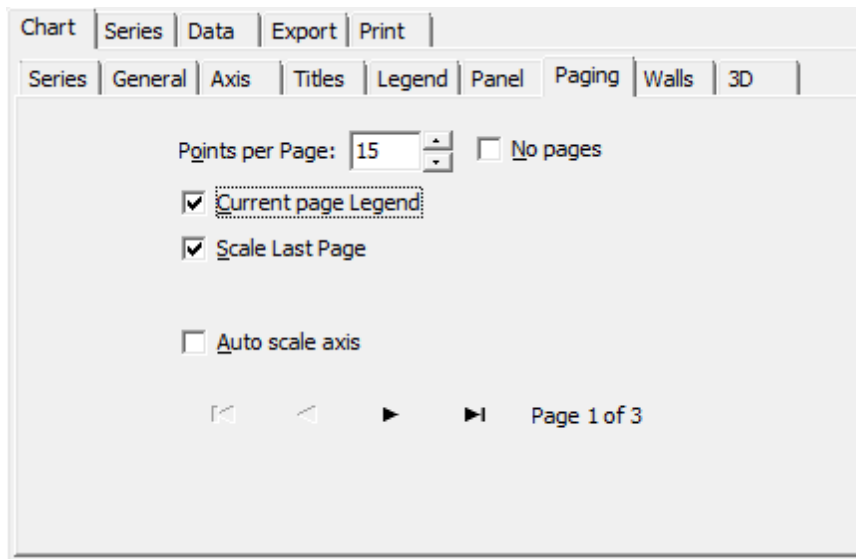 Chart Series Data Export Print
Series General Axis Titles Legend Panel Paging Walls 3D
Points per Page: 15 No pages
Current page Legend
Scale Last Page
Auto scale axis
Page 1 of 3